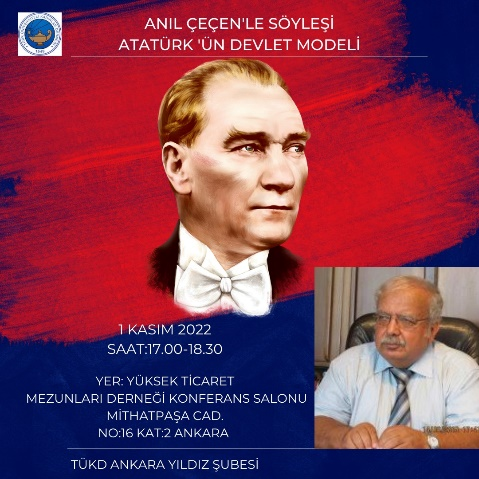 ANIL ÇEÇEN'LE SÖYLEŞİ
ATATÜRK 'ÜN DEVLET MODELİ
1 KASIM 2022
SAAT:17.00-18.30
YER: YÜKSEK TİCARET
MEZUNLARI DERNEĞİ KONFERANS SALONU
MİTHATPAŞA CAD.
NO:16 KAT:2 ANKARA
TÜKD ANKARA YILDIZ ŞUBESİ